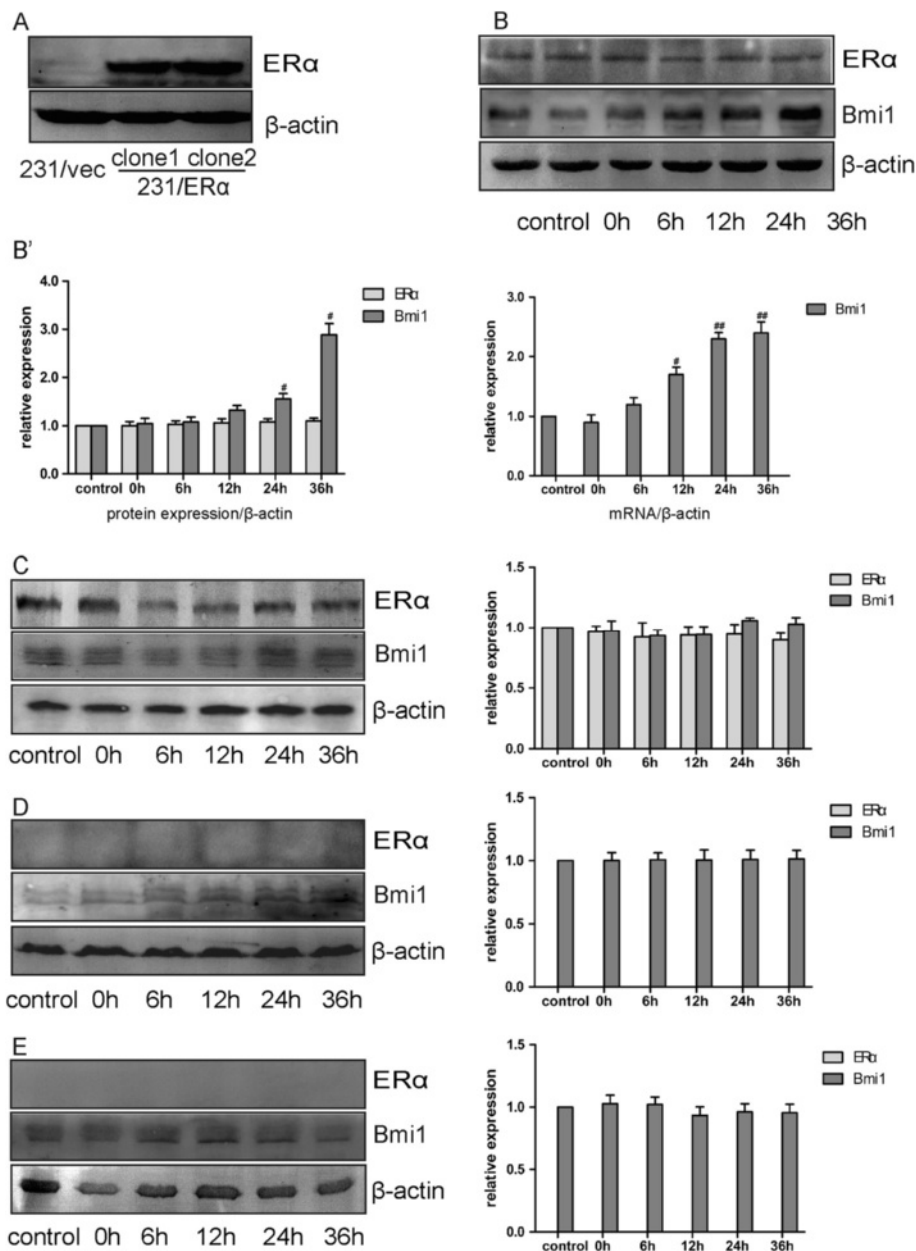 A
ERα
β-actin
231/vec clone1 clone2
231/ERα
B
ERα
Bmi1
β-actin
control 0h 6h 12h 24h 36h
B'
relative expression
4.0
3.0
2.0
1.0
0.0
# #
control 0h 6h 12h 24h 36h
protein expression/β-actin
ERα
Bmi1
relative expression
3.0
2.0
1.0
0.0
# ## ##
control 0h 6h 12h 24h 36h
mRNA/β-actin
Bmi1
C
ERα
Bmi1
β-actin
control 0h 6h 12h 24h 36h
relative expression
1.5
1.0
0.5
0.0
control 0h 6h 12h 24h 36h
ERα
Bmi1
D
ERα
Bmi1
β-actin
control 0h 6h 12h 24h 36h
relative expression
1.5
1.0
0.5
0.0
control 0h 6h 12h 24h 36h
ERα
Bmi1
E
ERα
Bmi1
β-actin
control 0h 6h 12h 24h 36h
relative expression
1.5
1.0
0.5
0.0
control 0h 6h 12h 24h 36h
ERα
Bmi1